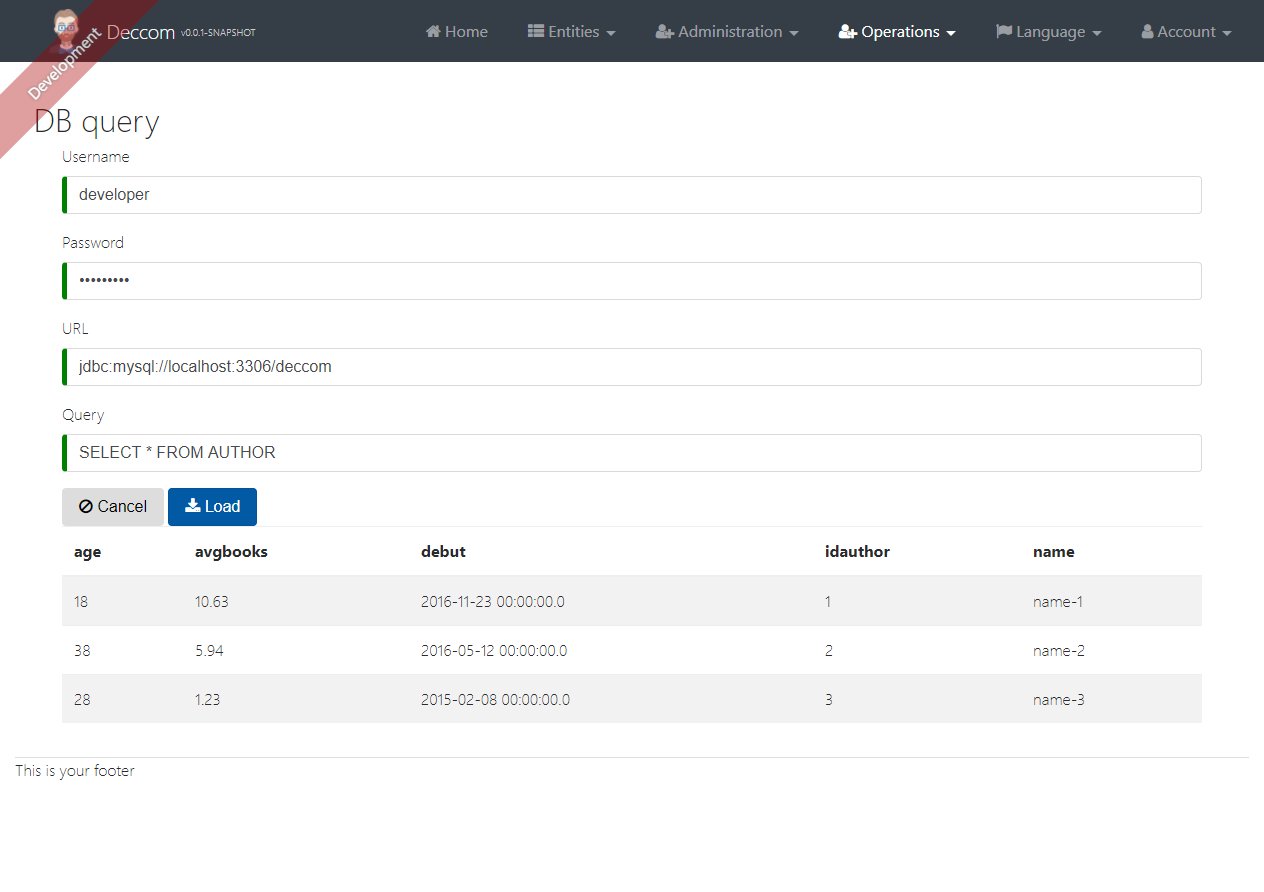 Deccom v0.0.1-SNAPSHOT Home Entities Administration Operations Language Account
Development
DB query
Username
developer
Password
•••••••••
URL
jdbc:mysql://localhost:3306/deccom
Query
SELECT * FROM AUTHOR
Cancel Load
age avgbooks debut idauthor name
18 10.63 2016-11-23 00:00:00.0 1 name-1
38 5.94 2016-05-12 00:00:00.0 2 name-2
28 1.23 2015-02-08 00:00:00.0 3 name-3
This is your footer